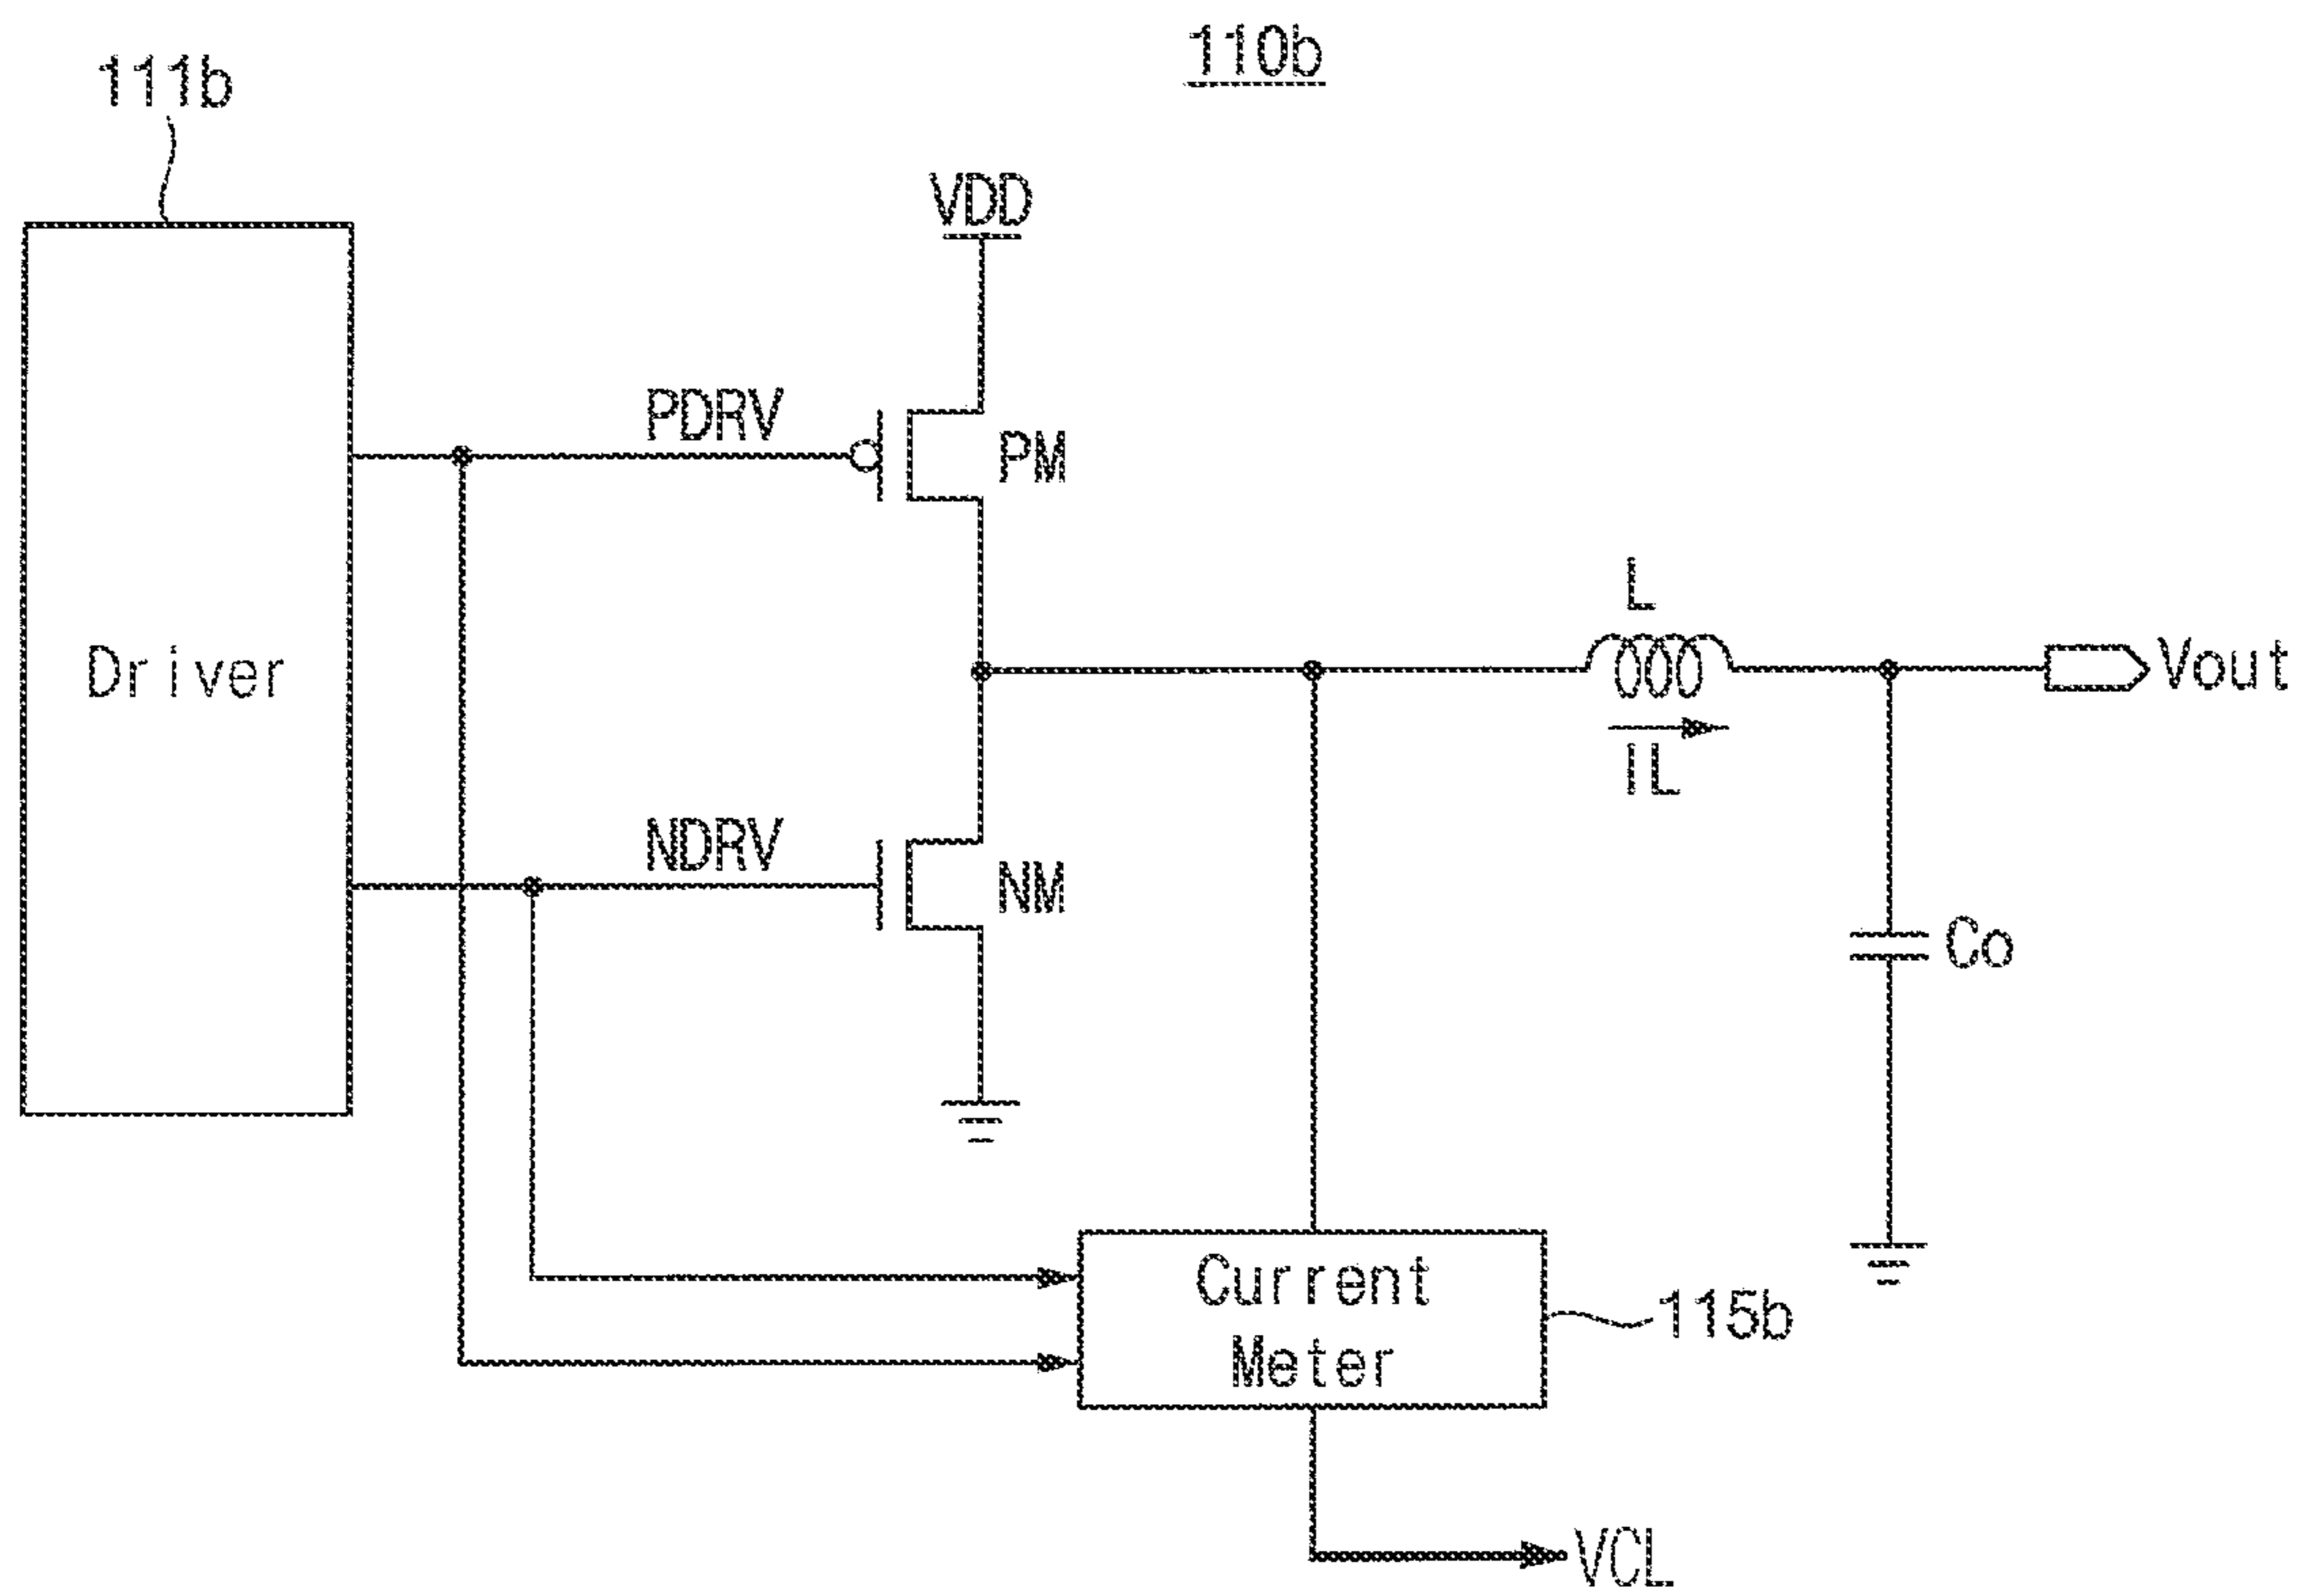 110b
111b
VDD
PDRV
PM
L
Driver
Vout
IL
NDRV
NM
Co
Current
Meter
115b
VCL